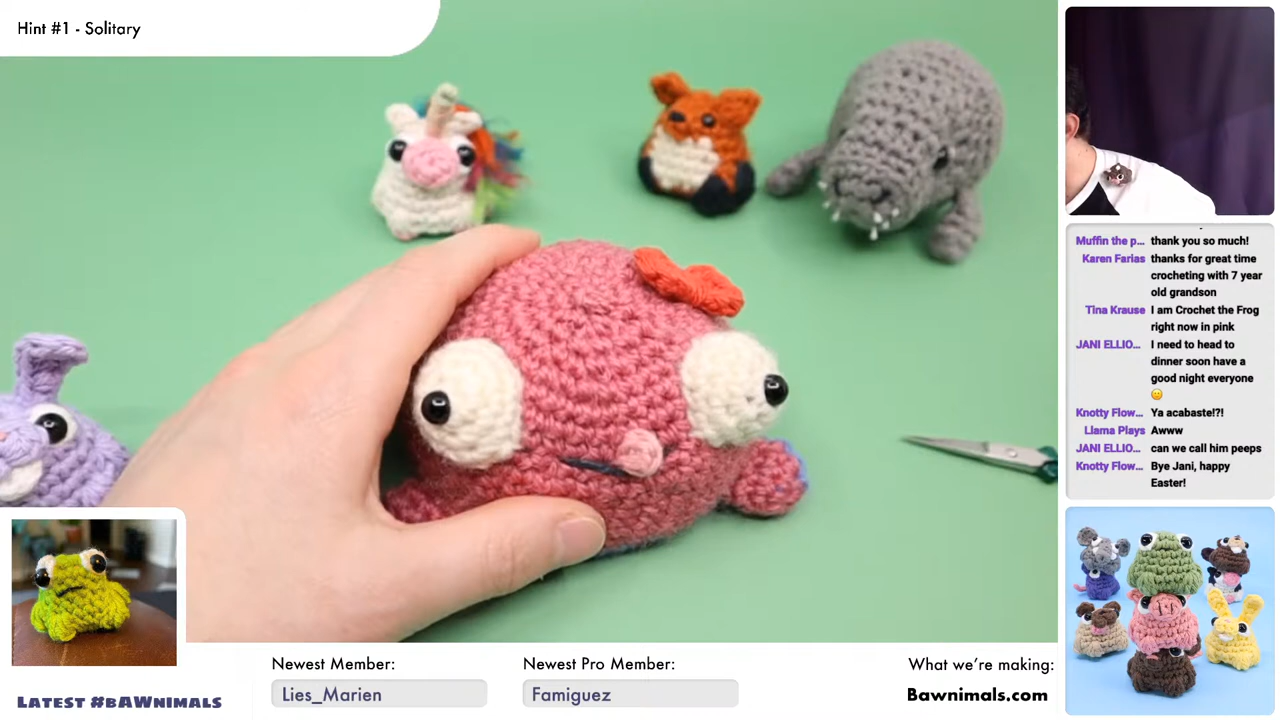 Hint #1 - Solitary
Muffin the p... thank you so much!
Karen Farias thanks for great time
crocheting with 7 year
old grandson
Tina Krause I am Crochet the Frog
right now in pink
JANI ELLIO... I need to head to
dinner soon have a
good night everyone
🙂
Knotty Flow... Ya acabaste!?!
Llama Plays Awww
JANI ELLIO... can we call him peeps
Knotty Flow... Bye Jani, happy
Easter!
Newest Member:
Lies_Marien
Newest Pro Member:
Famiguez
What we're making:
Bawnimals.com
Latest #bAWnimals